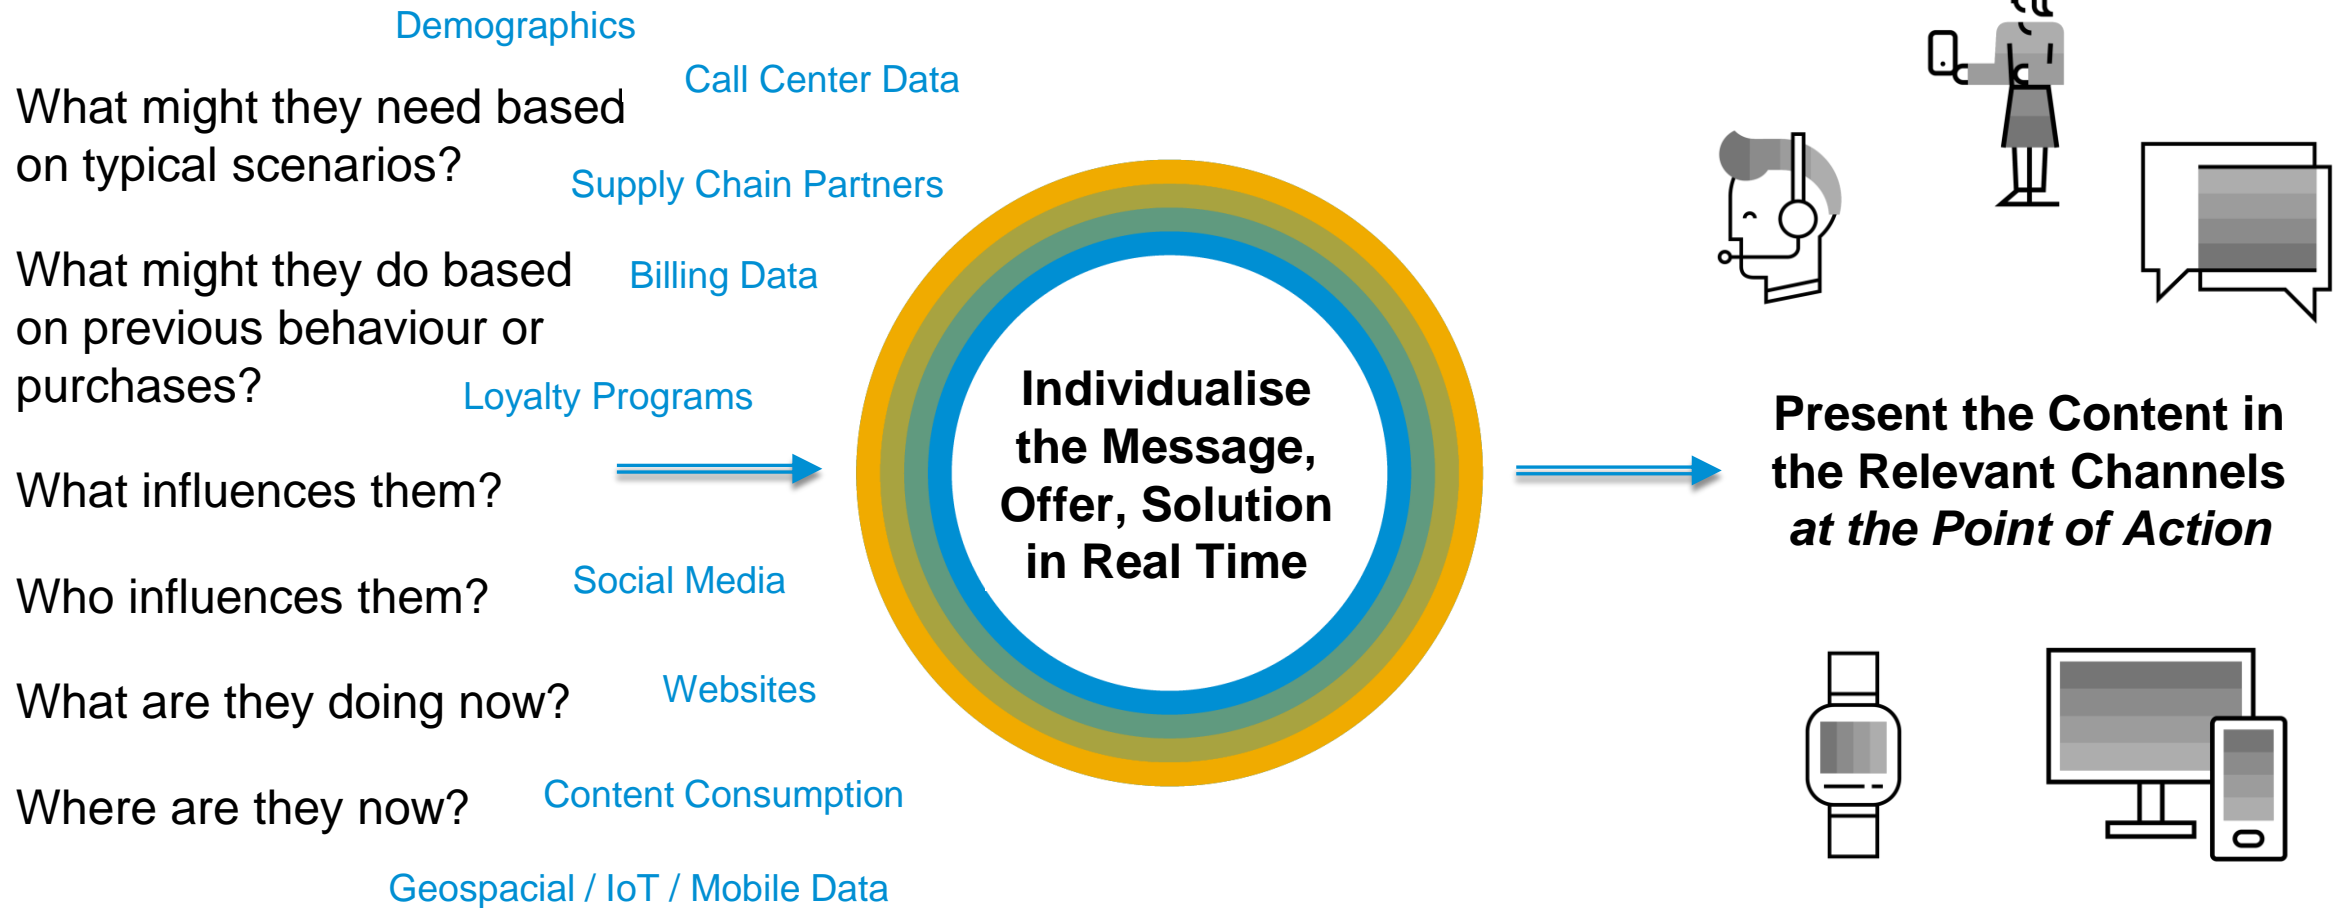 Demographics
Call Center Data
What might they need based
on typical scenarios?
Supply Chain Partners
What might they do based
on previous behaviour or
purchases?
Billing Data
Loyalty Programs
What influences them?
Who influences them?
Social Media
What are they doing now?
Websites
Where are they now?
Content Consumption
Geospacial / IoT / Mobile Data
Individualise
the Message,
Offer, Solution
in Real Time
Present the Content in
the Relevant Channels
at the Point of Action